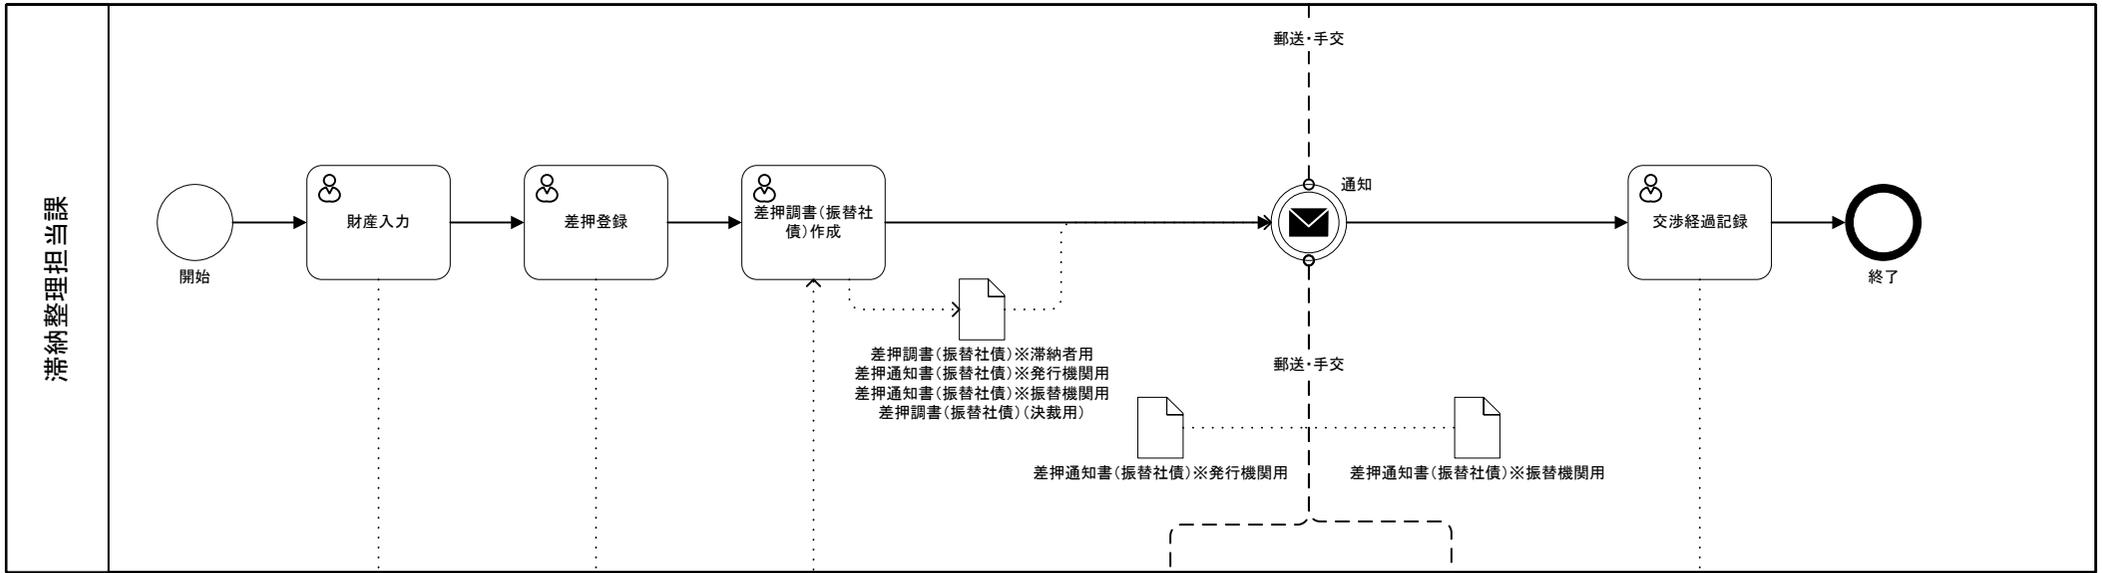 滞納整理担当課
郵送・手交
開始
財産入力
差押登録
差押調書（振替社
債）作成
通知
交渉経過記録
終了
差押調書（振替社債）※滞納者用
差押通知書（振替社債）※発行機関用
差押通知書（振替社債）※振替機関用
差押調書（振替社債）（決裁用）
郵送・手交
差押通知書（振替社債）※発行機関用
差押通知書（振替社債）※振替機関用